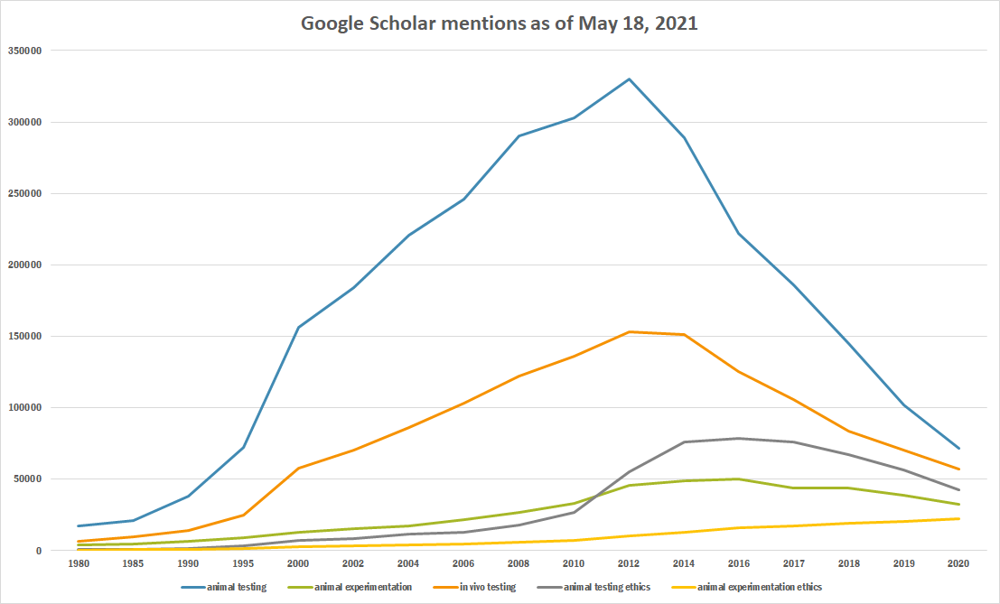 Google Scholar mentions as of May 18, 2021
350000
300000
250000
200000
150000
100000
50000
0
1980 1985 1990 1995 2000 2002 2004 2006 2008 2010 2012 2014 2016 2017 2018 2019 2020
animal testing animal experimentation in vivo testing animal testing ethics animal experimentation ethics